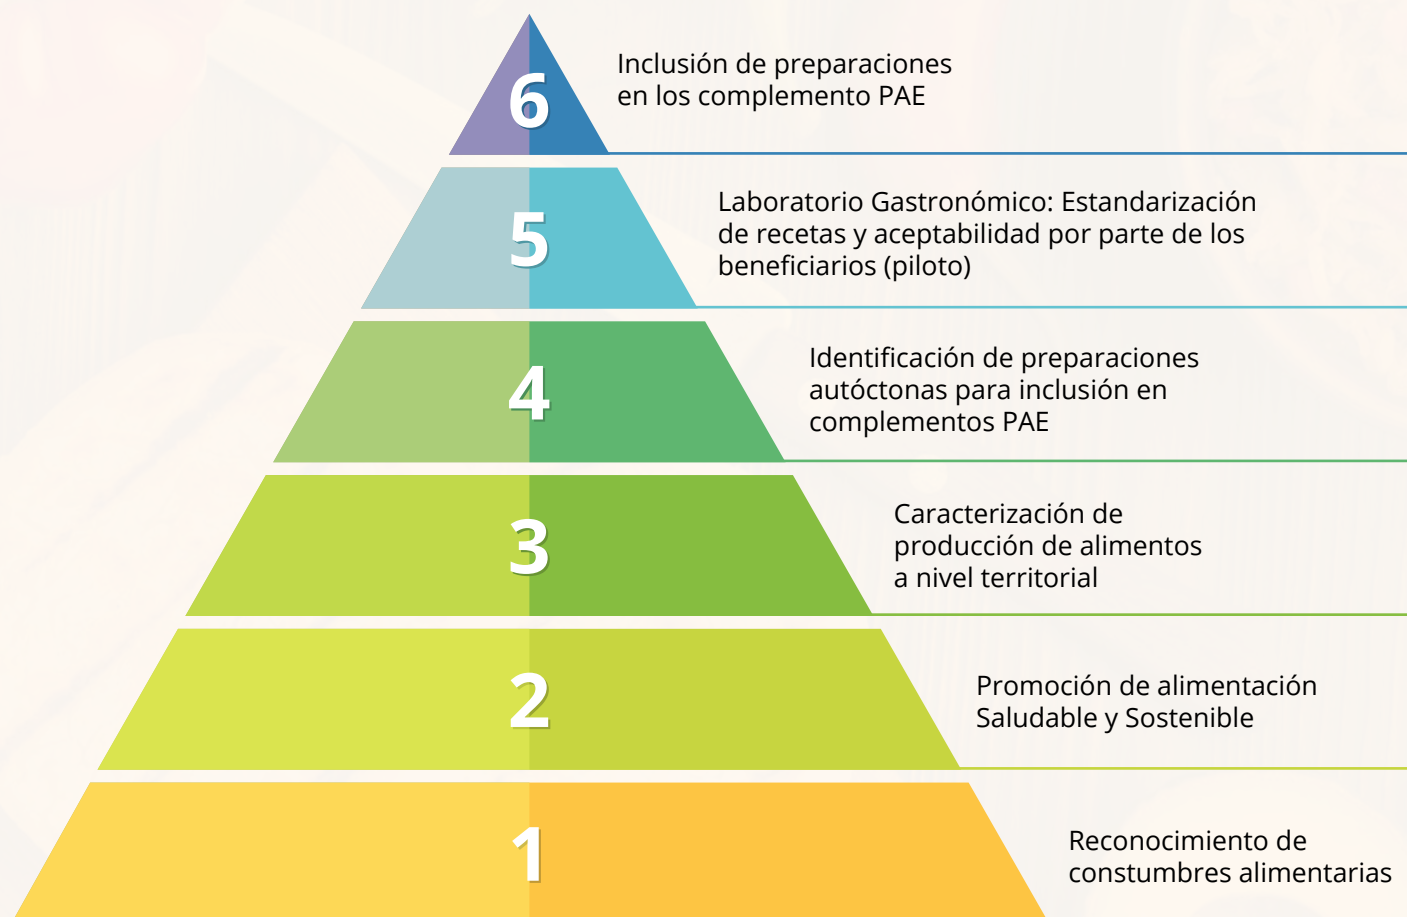 6
Inclusión de preparaciones
en los complemento PAE
5
Laboratorio Gastronómico: Estandarización
de recetas y aceptabilidad por parte de los
beneficiarios (piloto)
4
Identificación de preparaciones
autóctonas para inclusión en
complementos PAE
3
Caracterización de
producción de alimentos
a nivel territorial
2
Promoción de alimentación
Saludable y Sostenible
1
Reconocimiento de
constumbres alimentarias